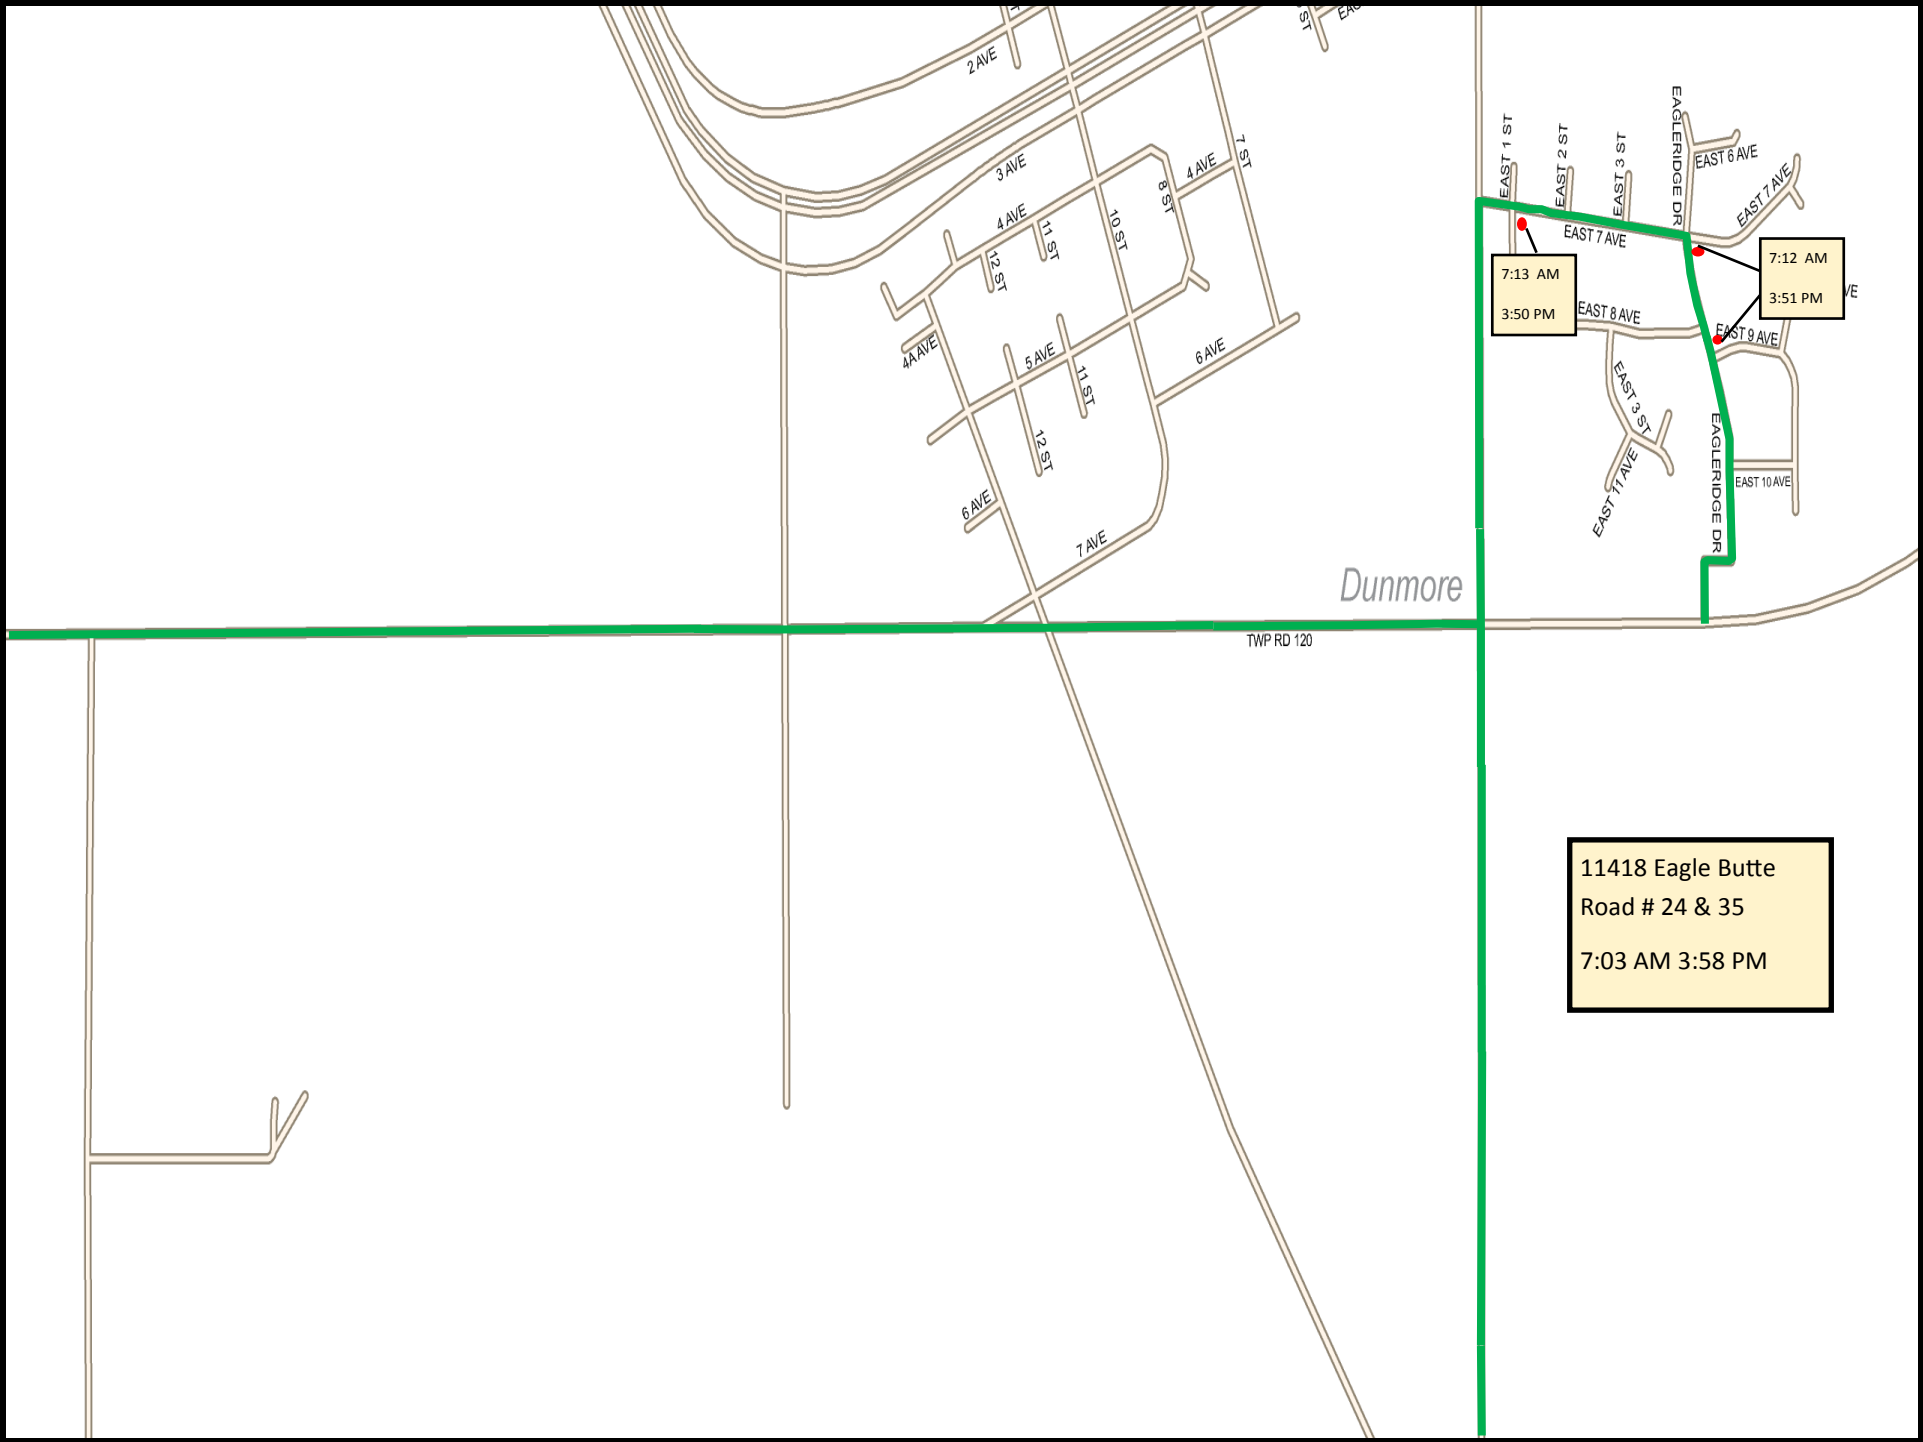 2 AVE
ST
EAST 1 ST
EAST 2 ST
EAST 3 ST
EAGLERIDGE DR
EAST 6 AVE
EAST 7 AVE
3 AVE
4 AVE
7 ST
8 ST
4 AVE
10 ST
11 ST
12 ST
EAST 7 AVE
7:13 AM
3:50 PM
7:12 AM
3:51 PM
VE
EAST 8 AVE
EAST 9 AVE
4A AVE
5 AVE
11 ST
6 AVE
EAST 3 ST
12 ST
EAGLERIDGE DR
EAST 11 AVE
EAST 10 AVE
6 AVE
7 AVE
Dunmore
TWP RD 120
11418 Eagle Butte
Road # 24 & 35
7:03 AM 3:58 PM